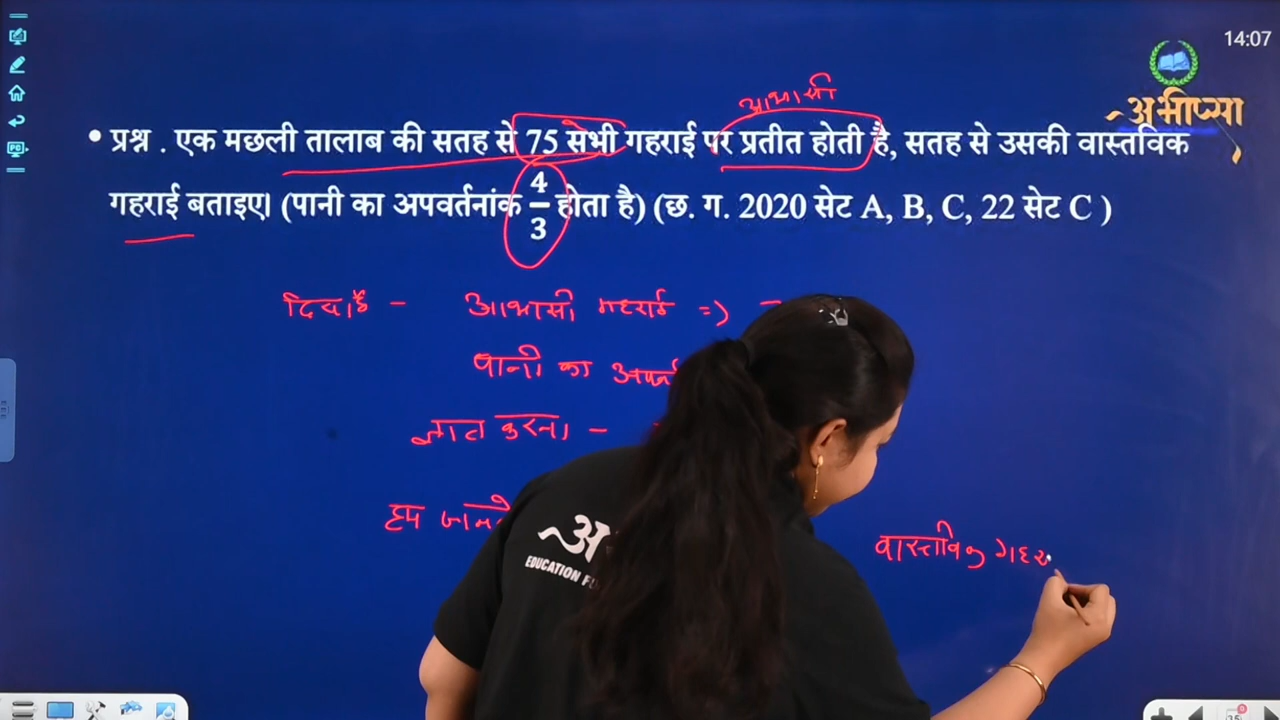 14:07
अभीप्सा
आभासी
• प्रश्न . एक मछली तालाब की सतह से 75 सेभी गहराई पर प्रतीत होती है, सतह से उसकी वास्तविक
गहराई बताइए। (पानी का अपवर्तनांक 4/3 होता है) (छ. ग. 2020 सेट A, B, C, 22 सेट C )
दिया है - आभासी गहराई =>
पानी का
ज्ञात करना -
हम जानते
वास्तविक गहर
अ
EDUCATION